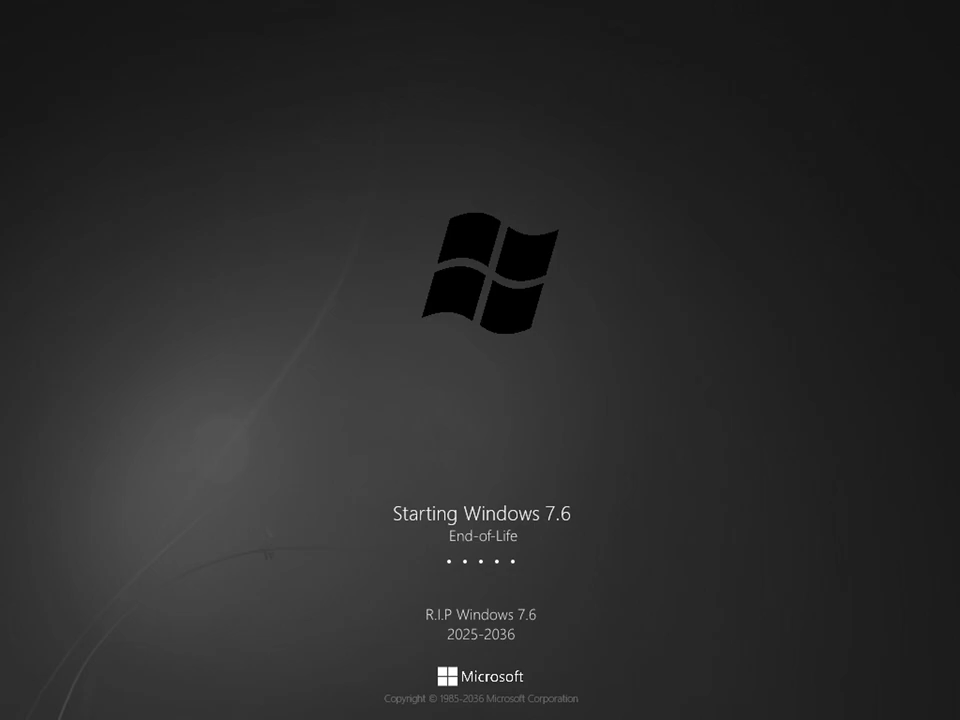 Starting Windows 7.6
End-of-Life
R.I.P Windows 7.6
2025-2036
Microsoft
Copyright © 1985-2036 Microsoft Corporation